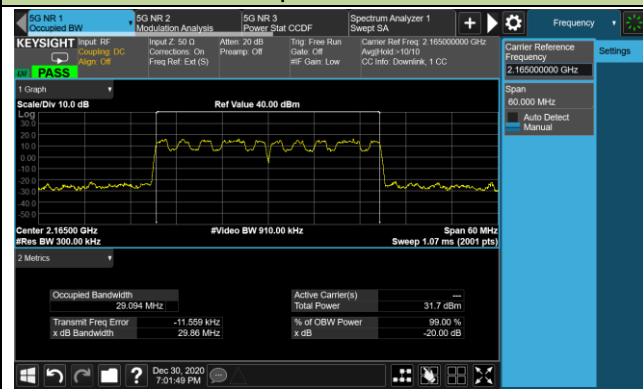 5G NR 1
Occupied BW
5G NR 2
Modulation Analysis
5G NR 3
Power Stat CCDF
Spectrum Analyzer 1
Swept SA
Frequency
KEYSIGHT
Input: RF
Coupling: DC
Align: Off
Input Z: 50 Ω
Corrections: On
Freq Ref: Ext (S)
Atten: 20 dB
Preamp: Off
Trig: Free Run
Gate: Off
#IF Gain: Low
Carrier Ref Freq: 2.165000000 GHz
Avg|Hold:>10/10
CC Info: Downlink, 1 CC
PASS
Carrier Reference Frequency
2.165000000 GHz
Settings
Span
60.000 MHz
Auto Detect
Manual
1 Graph
Scale/Div 10.0 dB
Ref Value 40.00 dBm
Log
30.0
20.0
10.0
0.00
-10.0
-20.0
-30.0
-40.0
-50.0
Center 2.16500 GHz
#Video BW 910.00 kHz
Span 60 MHz
#Res BW 300.00 kHz
Sweep 1.07 ms (2001 pts)
2 Metrics
Occupied Bandwidth
29.094 MHz
Active Carrier(s) ---
Total Power 31.7 dBm
Transmit Freq Error -11.559 kHz
x dB Bandwidth 29.86 MHz
% of OBW Power 99.00 %
x dB -20.00 dB
?
Dec 30, 2020
7:01:49 PM